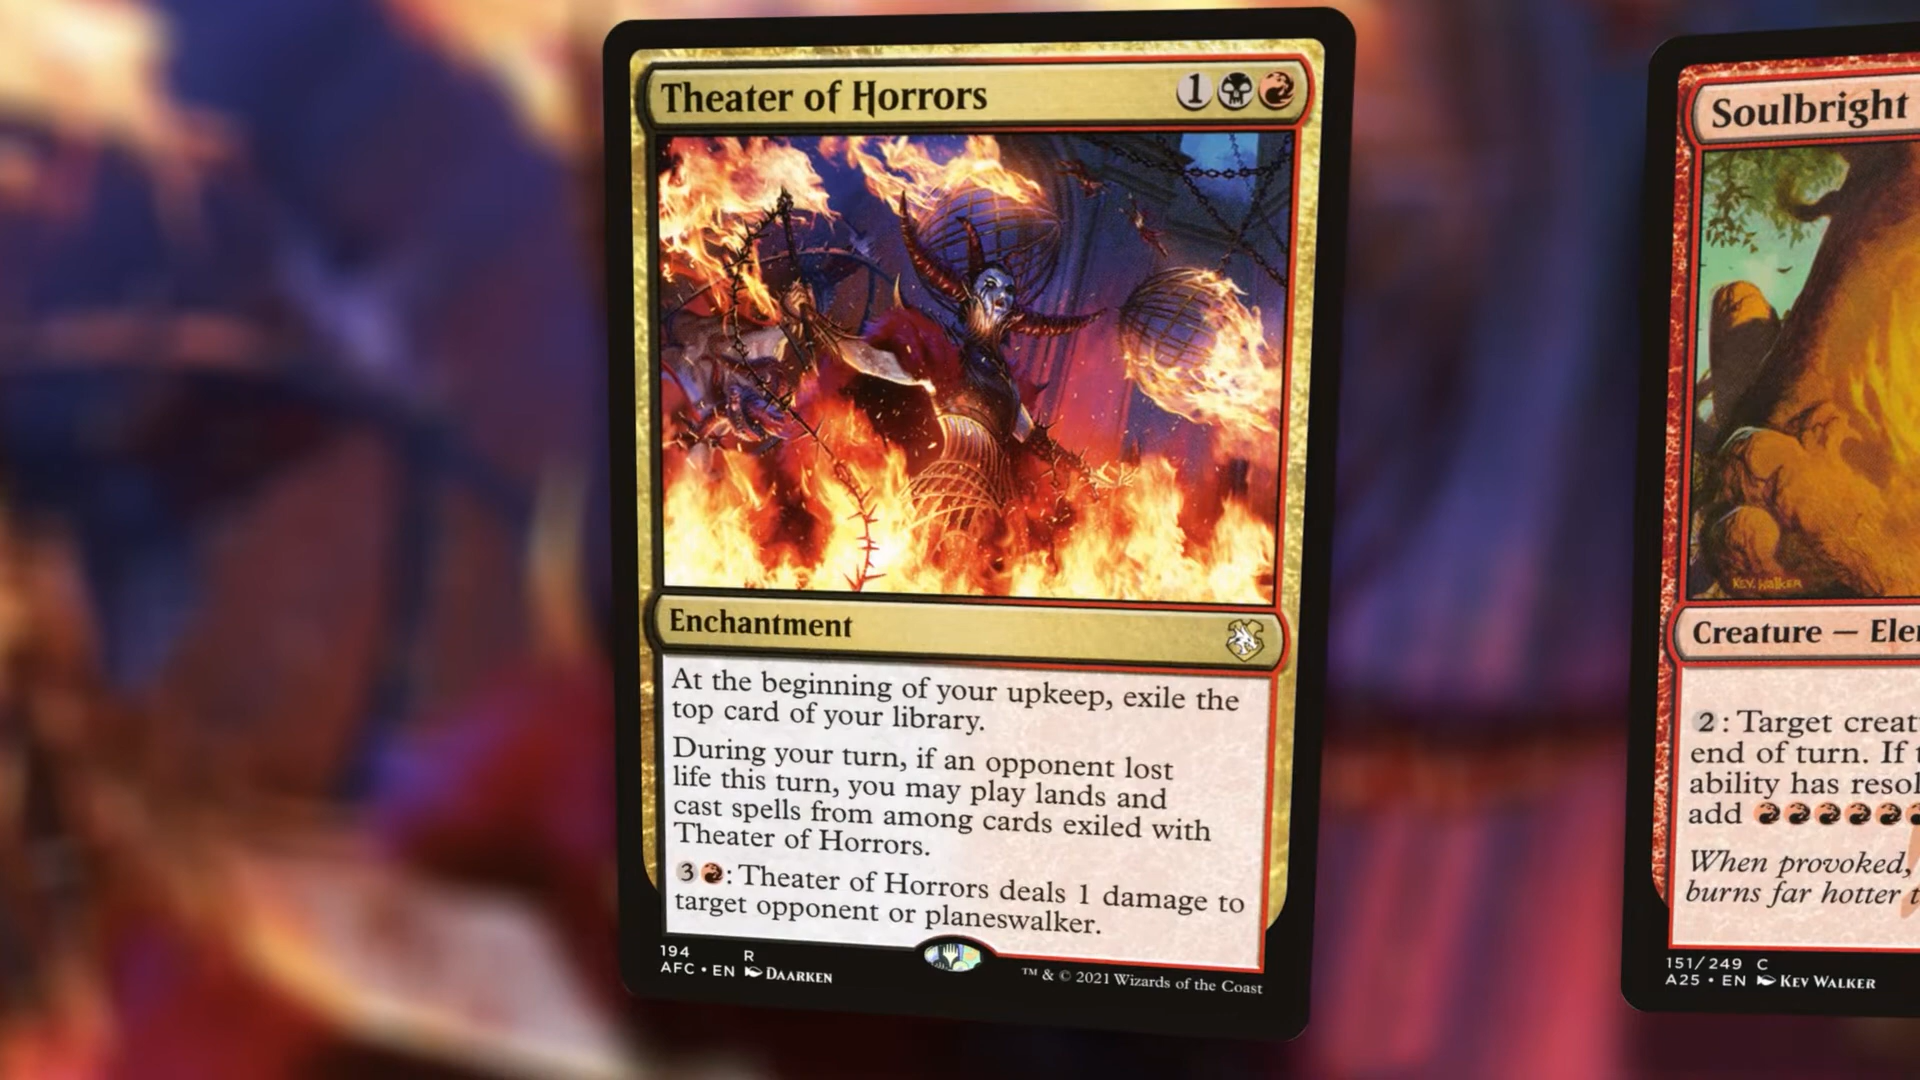 Theater of Horrors 1
Enchantment
At the beginning of your upkeep, exile the
top card of your library.
During your turn, if an opponent lost
life this turn, you may play lands and
cast spells from among cards exiled with
Theater of Horrors.
3: Theater of Horrors deals 1 damage to
target opponent or planeswalker.
194 R
AFC • EN DAARKEN
™ & © 2021 Wizards of the Coast
Soulbright
KEV. WALKER
Creature —
2: Target
end of turn. If
ability has
add
When provoked,
burns far hotter
151/249 C
A25 • EN KEV WALKER